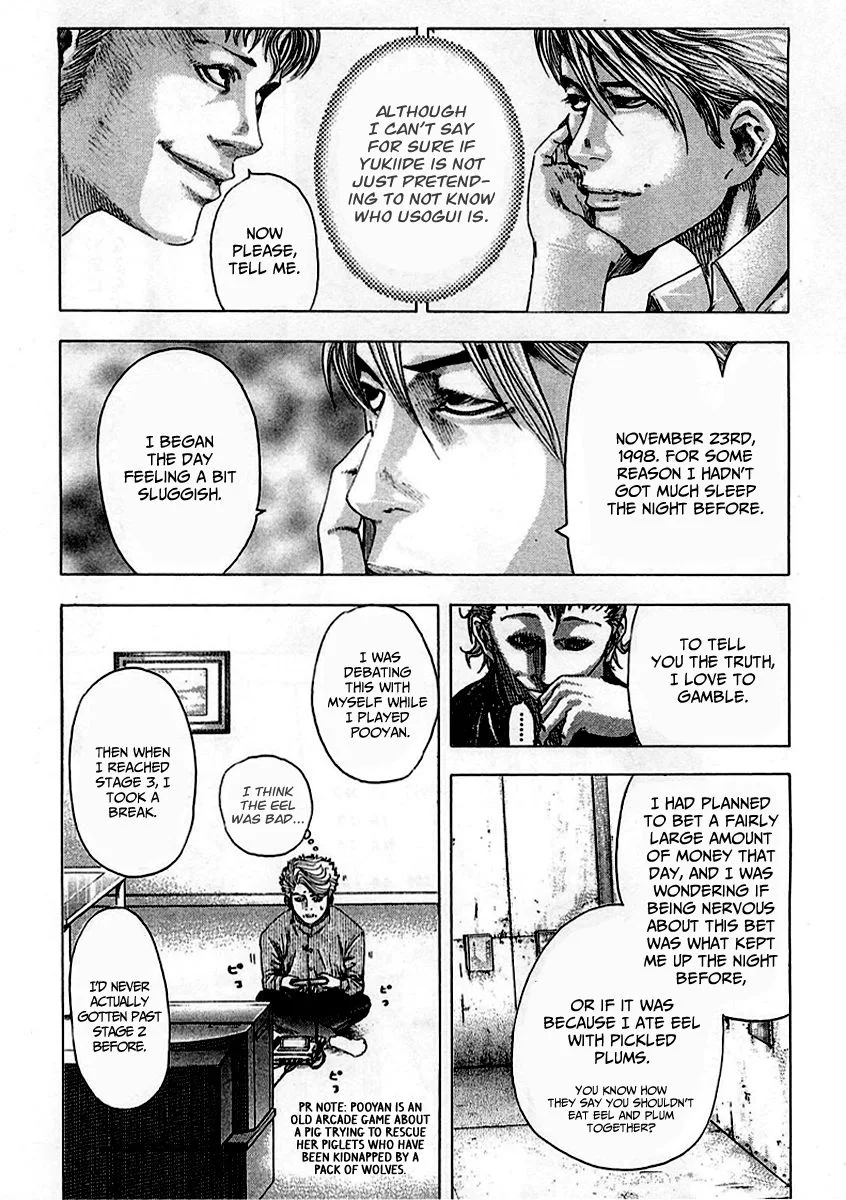 ALTHOUGH
I CAN'T SAY
FOR SURE IF
YUKIIDE IS NOT
JUST PRETEND-
ING TO NOT KNOW
WHO USOGUI IS.
NOW
PLEASE,
TELL ME.
NOVEMBER 23RD,
1998. FOR SOME
REASON I HADN'T
GOT MUCH SLEEP
THE NIGHT BEFORE.
I BEGAN
THE DAY
FEELING A BIT
SLUGGISH.
TO TELL
YOU THE TRUTH,
I LOVE TO
GAMBLE.
......
I HAD PLANNED
TO BET A FAIRLY
LARGE AMOUNT
OF MONEY THAT
DAY, AND I WAS
WONDERING IF
BEING NERVOUS
ABOUT THIS BET
WAS WHAT KEPT
ME UP THE NIGHT
BEFORE,
OR IF IT WAS
BECAUSE I ATE EEL
WITH PICKLED
PLUMS.
YOU KNOW HOW
THEY SAY YOU SHOULDN'T
EAT EEL AND PLUM
TOGETHER?
I WAS
DEBATING
THIS WITH
MYSELF WHILE
I PLAYED
POOYAN.
I THINK
THE EEL
WAS BAD...
THEN WHEN
I REACHED
STAGE 3, I
TOOK A
BREAK.
I'D NEVER
ACTUALLY
GOTTEN PAST
STAGE 2
BEFORE.
ピコ
ピコ
ピコ
PR NOTE: POOYAN IS AN
OLD ARCADE GAME ABOUT
A PIG TRYING TO RESCUE
HER PIGLETS WHO HAVE
BEEN KIDNAPPED BY A
PACK OF WOLVES.